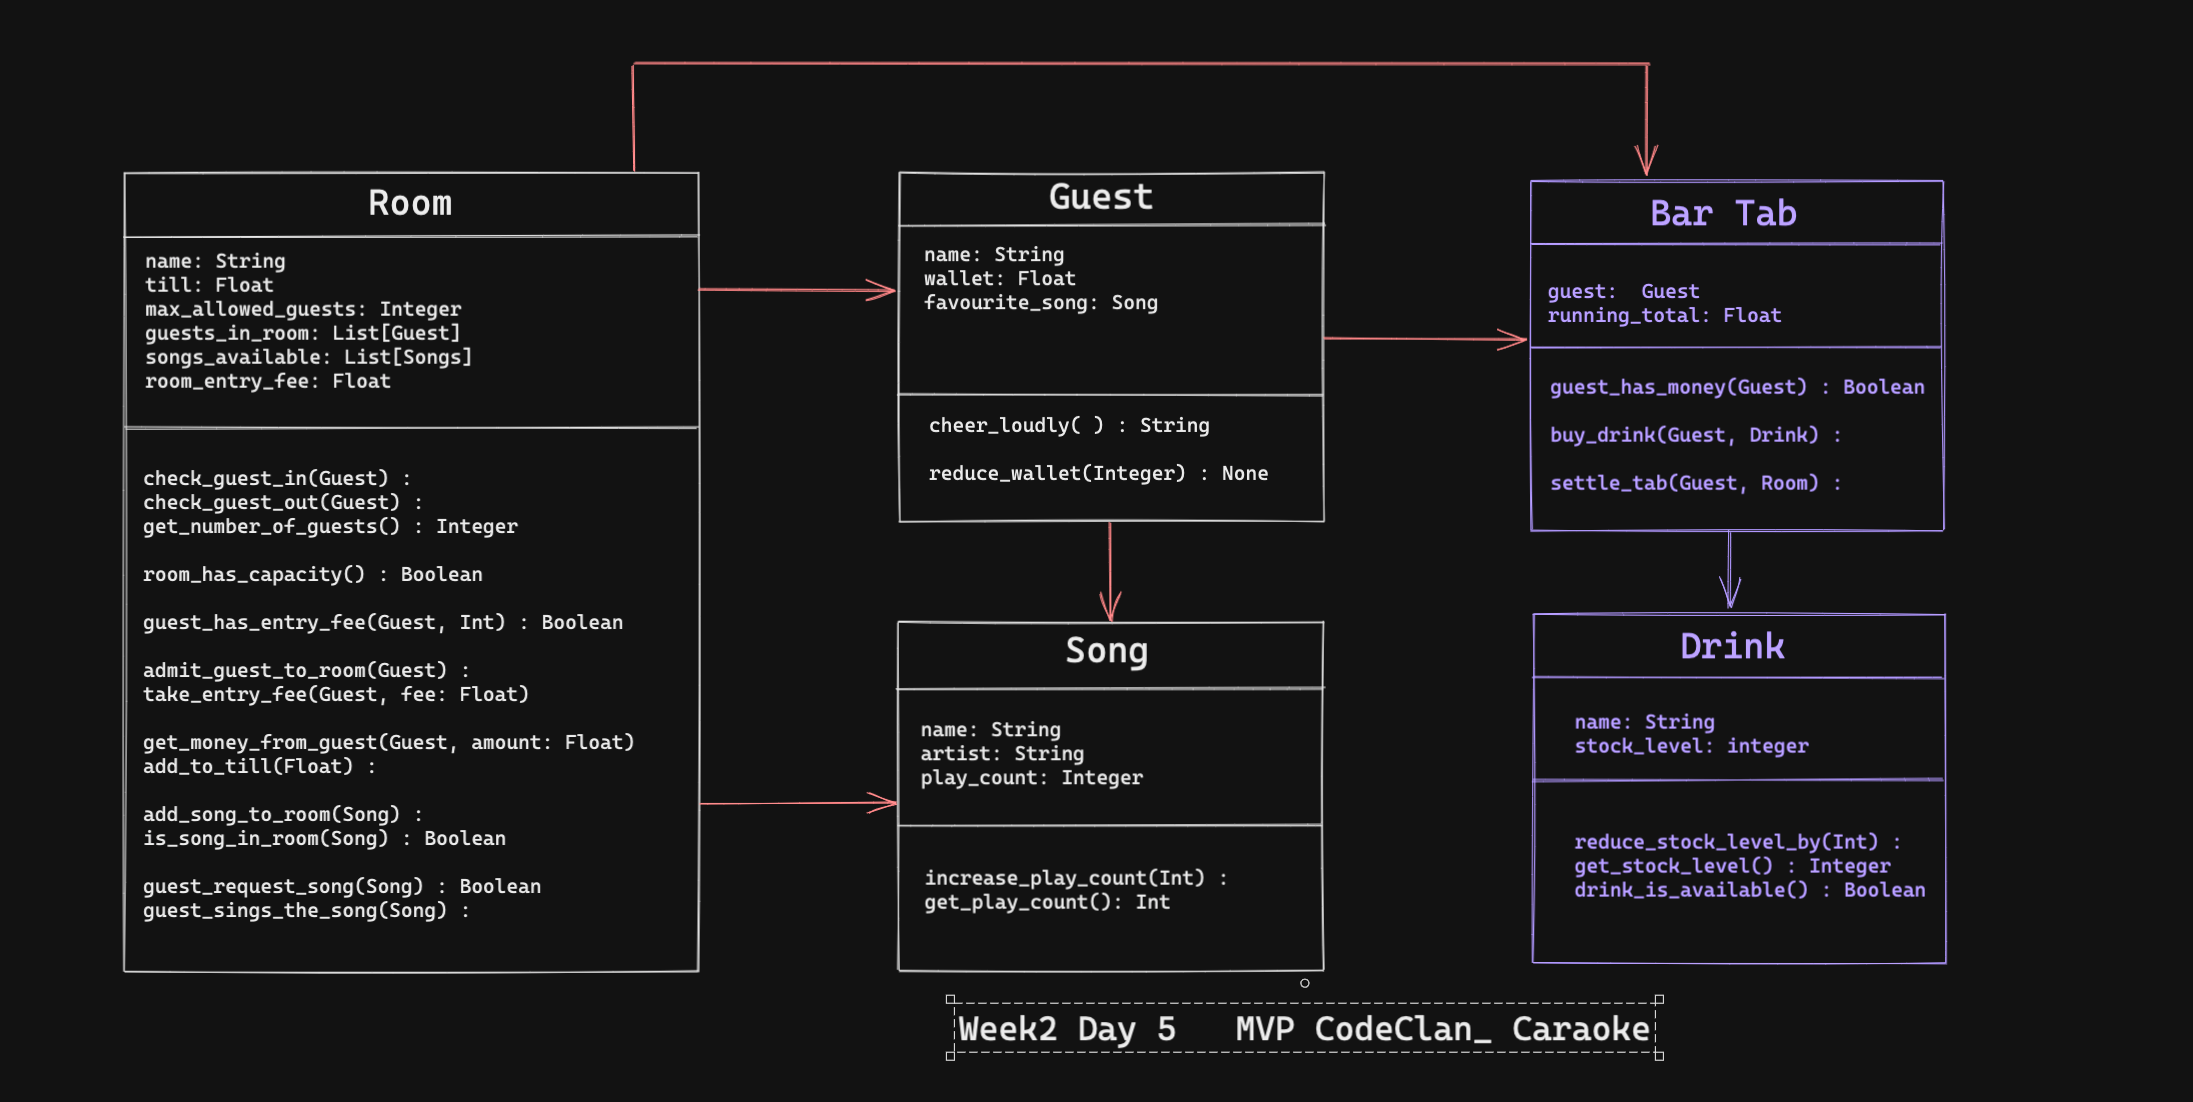 Room
name: String
till: Float
max_allowed_guests: Integer
guests_in_room: List[Guest]
songs_available: List[Songs]
room_entry_fee: Float
check_guest_in(Guest) :
check_guest_out(Guest) :
get_number_of_guests() : Integer
room_has_capacity() : Boolean
guest_has_entry_fee(Guest, Int) : Boolean
admit_guest_to_room(Guest) :
take_entry_fee(Guest, fee: Float)
get_money_from_guest(Guest, amount: Float)
add_to_till(Float) :
add_song_to_room(Song) :
is_song_in_room(Song) : Boolean
guest_request_song(Song) : Boolean
guest_sings_the_song(Song) :
Guest
name: String
wallet: Float
favourite_song: Song
cheer_loudly( ) : String
reduce_wallet(Integer) : None
Song
name: String
artist: String
play_count: Integer
increase_play_count(Int) :
get_play_count(): Int
Bar Tab
guest:  Guest
running_total: Float
guest_has_money(Guest) : Boolean
buy_drink(Guest, Drink) :
settle_tab(Guest, Room) :
Drink
name: String
stock_level: integer
reduce_stock_level_by(Int) :
get_stock_level() : Integer
drink_is_available() : Boolean
Week2 Day 5   MVP CodeClan_ Caraoke